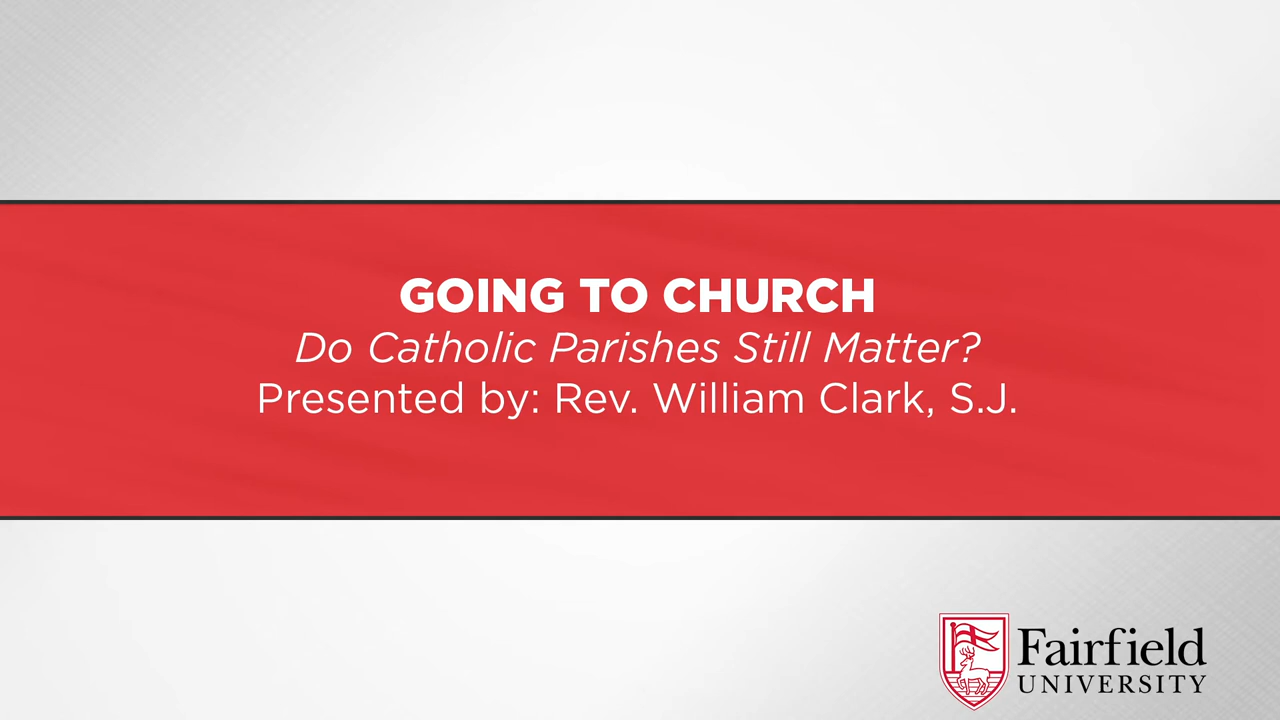 GOING TO CHURCH
Do Catholic Parishes Still Matter?
Presented by: Rev. William Clark, S.J.
Fairfield
UNIVERSITY